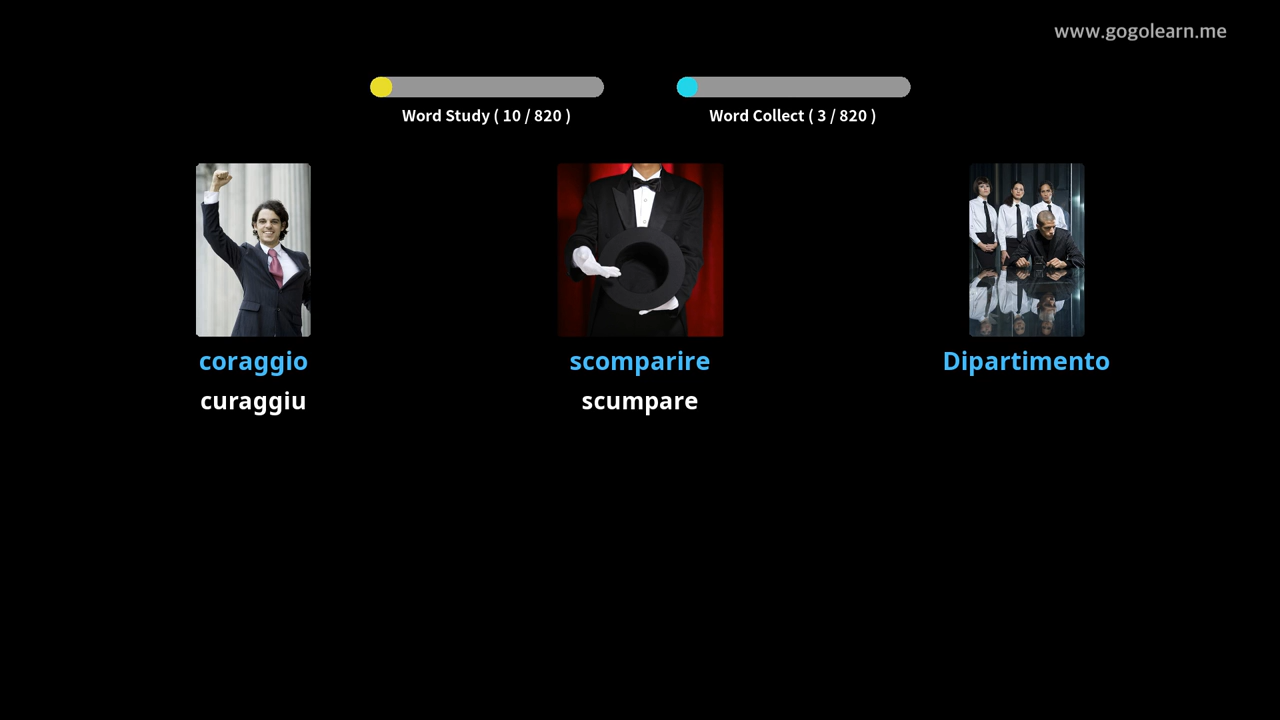 www.gogolearn.me
Word Study ( 10 / 820 )
Word Collect ( 3 / 820 )
coraggio
curaggiu
scomparire
scumpare
Dipartimento